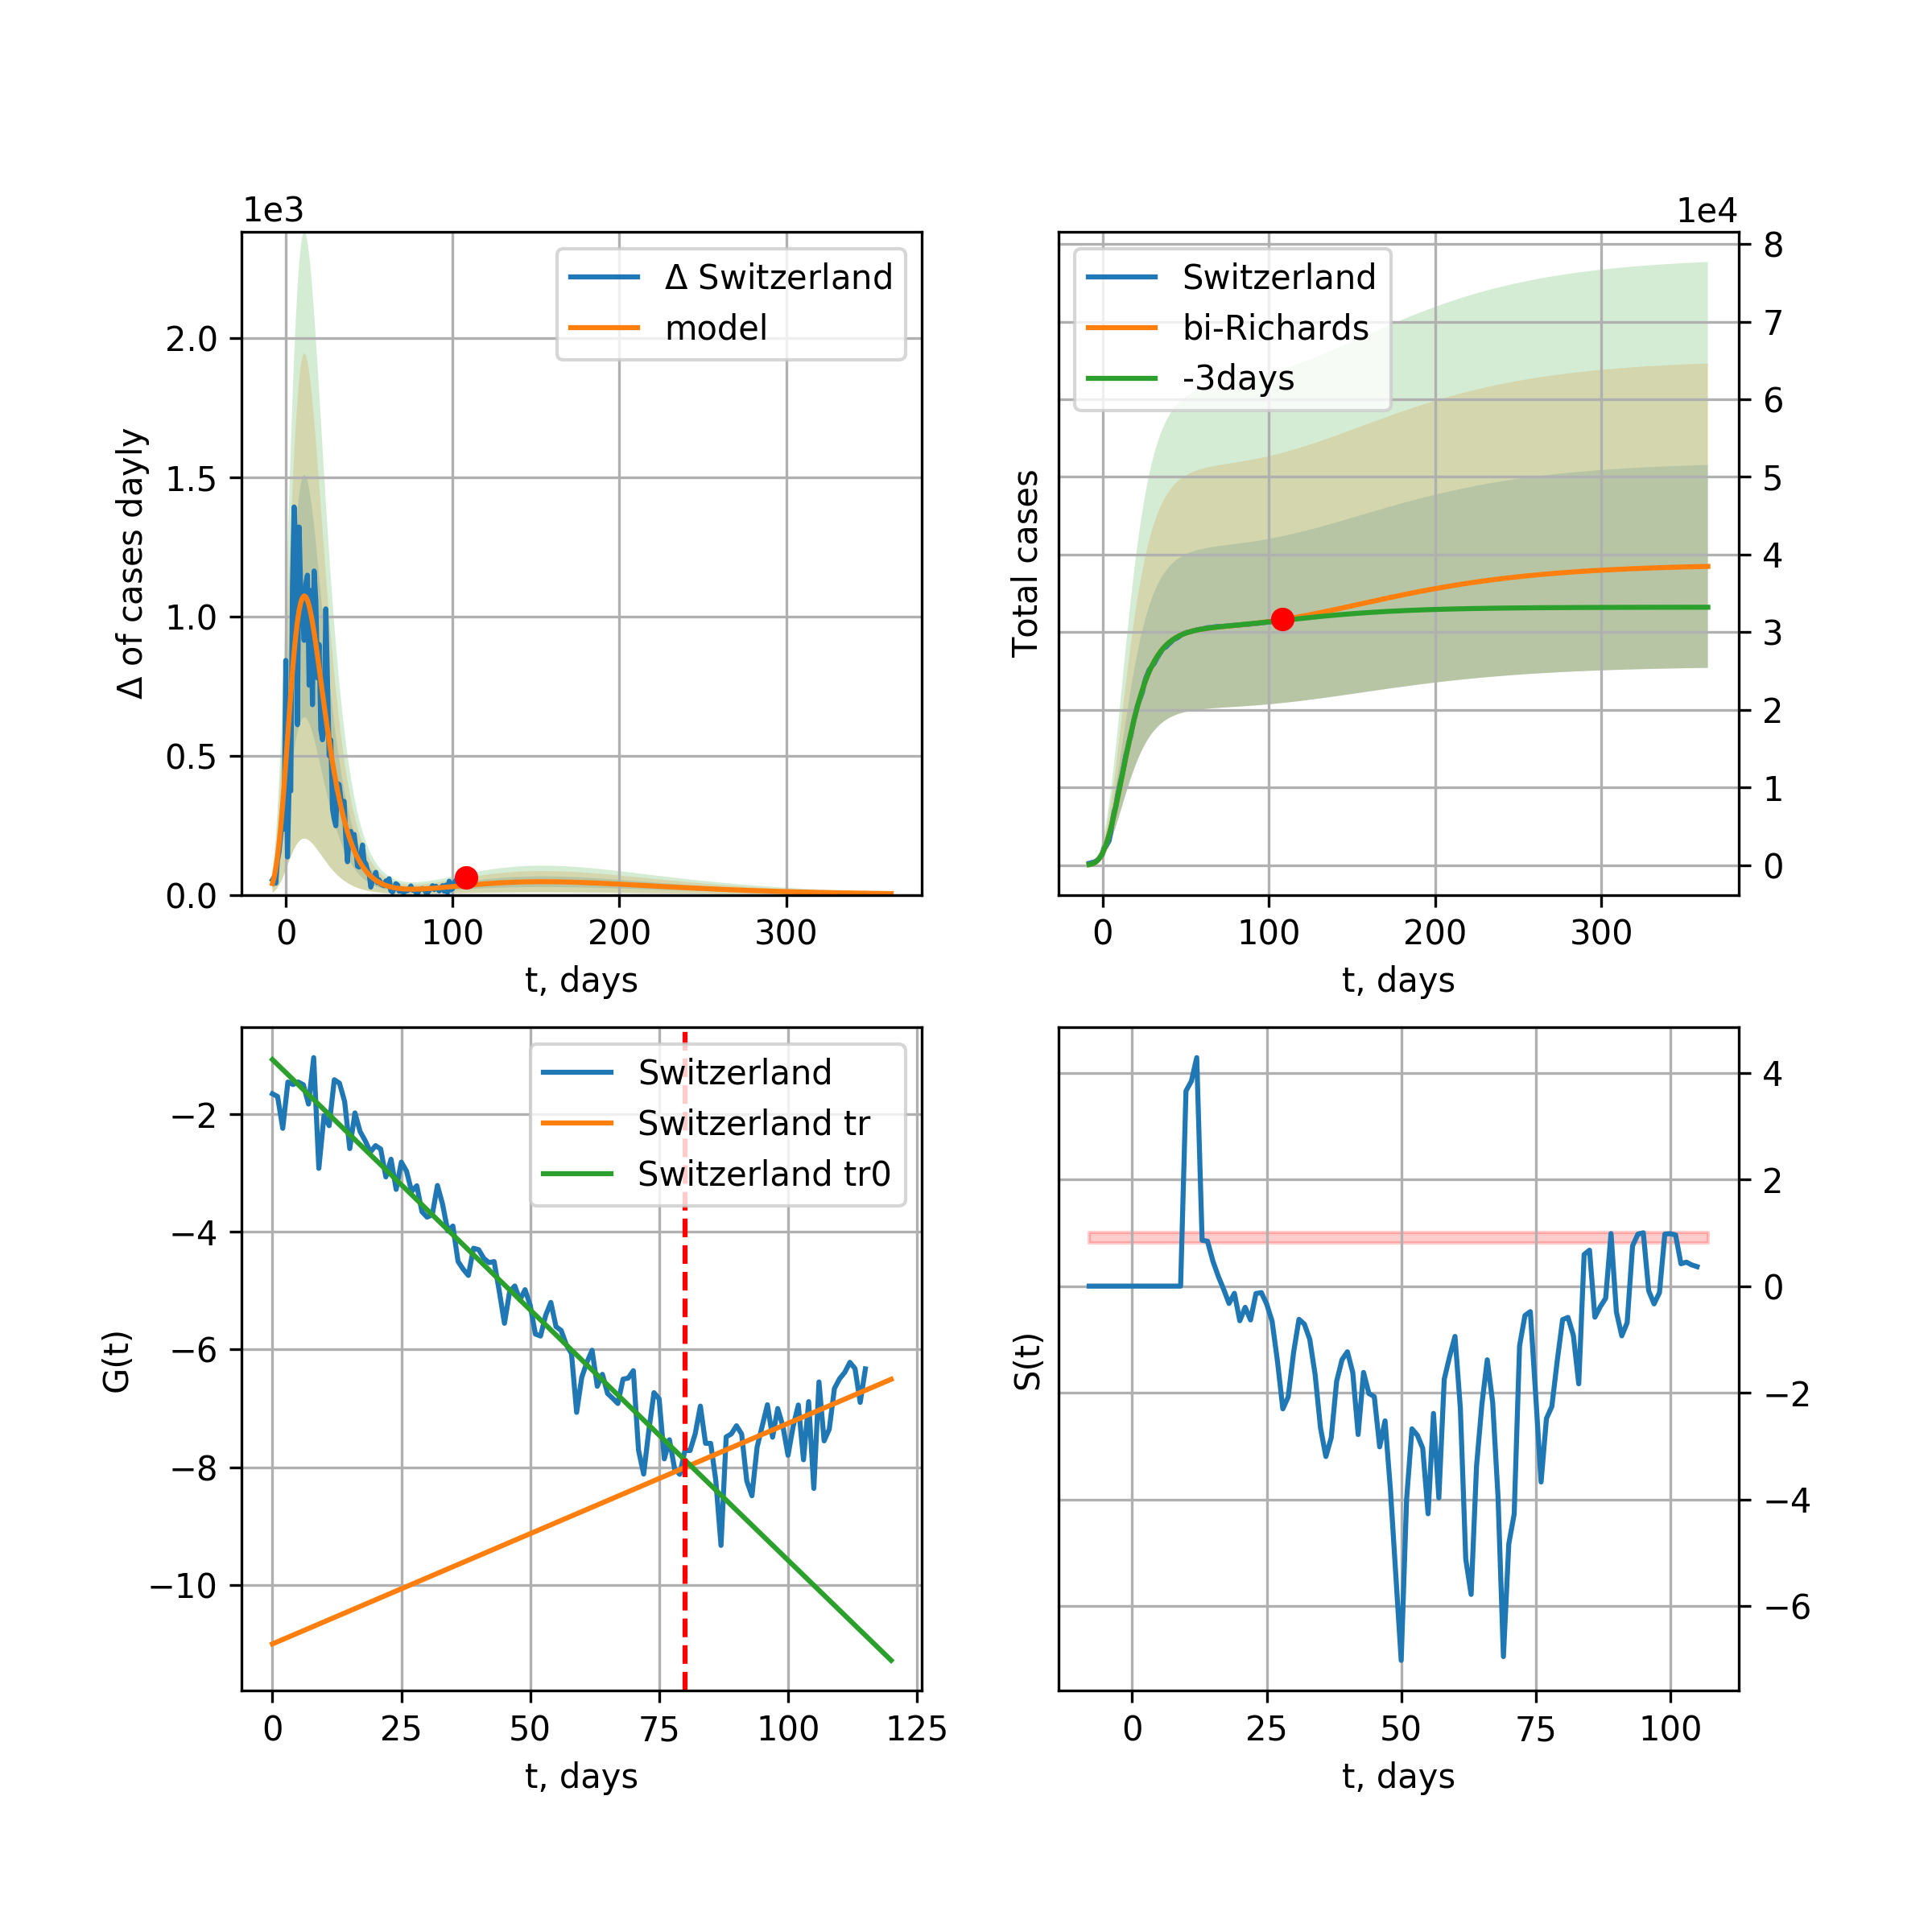 1e3
Δ of cases dayly
2.0
1.5
1.0
0.5
0.0
Δ Switzerland
model
0 100 200 300
t, days
1e4
Total cases
Switzerland
bi-Richards
-3days
8
7
6
5
4
3
2
1
0
0 100 200 300
t, days
G(t)
−2
−4
−6
−8
−10
Switzerland
Switzerland tr
Switzerland tr0
0 25 50 75 100 125
t, days
S(t)
4
2
0
−2
−4
−6
0 25 50 75 100
t, days